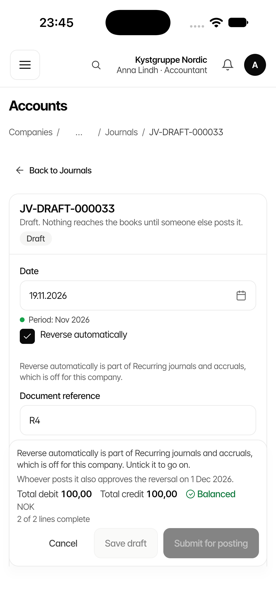 23:45
Kystgruppe Nordic
Anna Lindh · Accountant
A
Accounts
Companies / ... / Journals / JV-DRAFT-000033
Back to Journals
JV-DRAFT-000033
Draft. Nothing reaches the books until someone else posts it.
Draft
Date
19.11.2026
Period: Nov 2026
Reverse automatically
Reverse automatically is part of Recurring journals and accruals,
which is off for this company.
Document reference
R4
Reverse automatically is part of Recurring journals and accruals,
which is off for this company. Untick it to go on.
Whoever posts it also approves the reversal on 1 Dec 2026.
Total debit 100,00 Total credit 100,00 Balanced
NOK
2 of 2 lines complete
Cancel Save draft Submit for posting